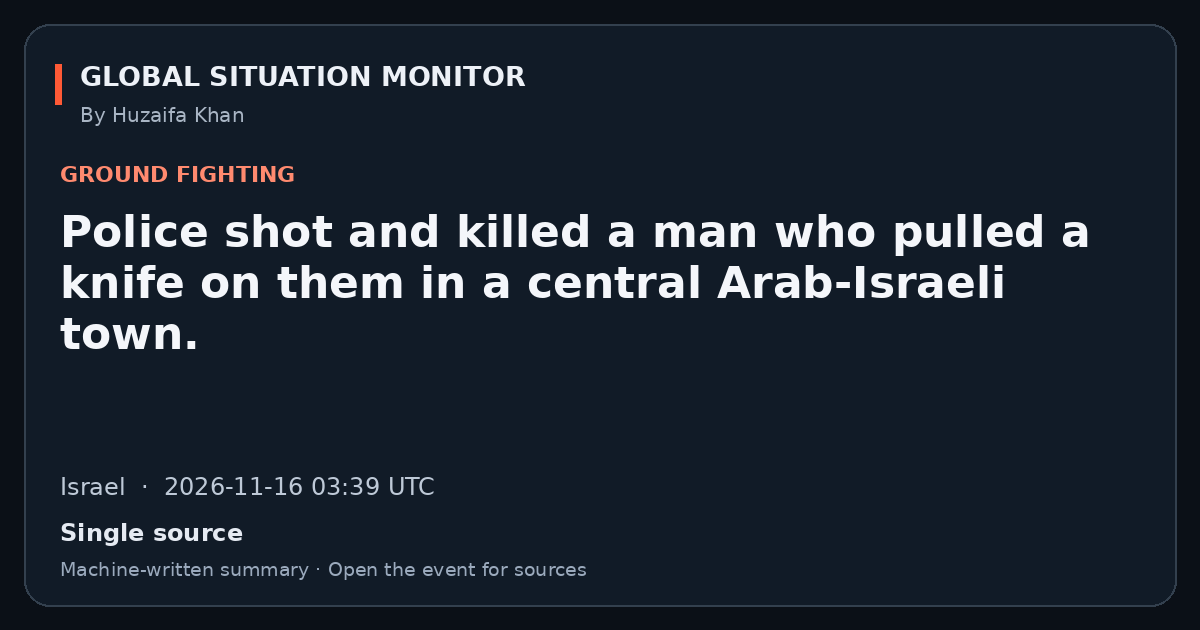 GLOBAL SITUATION MONITOR
By Huzaifa Khan
GROUND FIGHTING
Police shot and killed a man who pulled a
knife on them in a central Arab-Israeli
town.
Israel · 2026-11-16 03:39 UTC
Single source
Machine-written summary · Open the event for sources